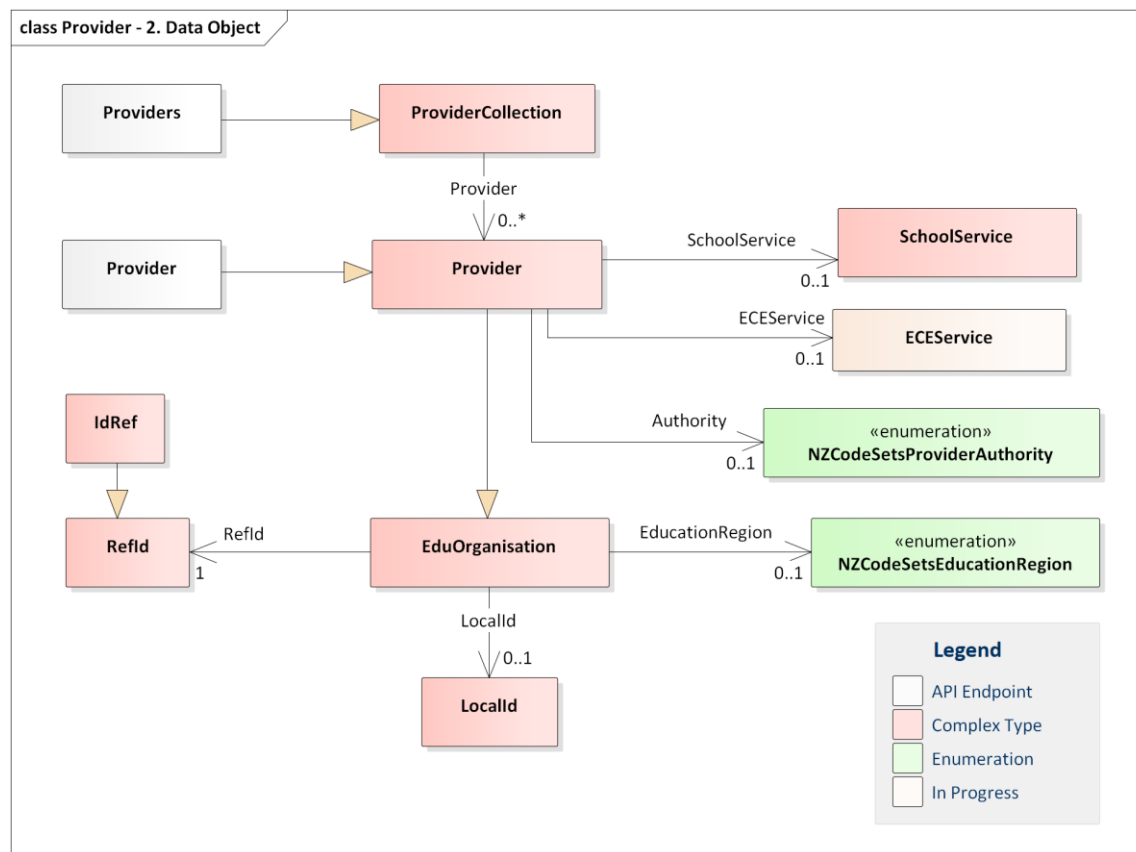 class Provider - 2. Data Object
Providers
ProviderCollection
Provider
0..*
Provider
Provider
SchoolService
0..1
SchoolService
ECEService
0..1
ECEService
Authority
0..1
«enumeration»
NZCodeSetsProviderAuthority
IdRef
RefId
RefId
1
EduOrganisation
EducationRegion
0..1
«enumeration»
NZCodeSetsEducationRegion
LocalId
0..1
LocalId
Legend
API Endpoint
Complex Type
Enumeration
In Progress